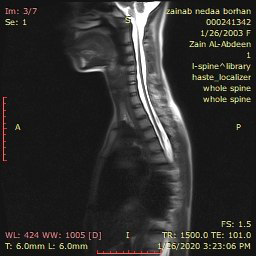 Im: 3/7
Se: 1
S
zainab nedaa borhan
000241342
1/26/2003 F
Zain AL-Abdeen
1
l-spine^library
haste_localizer
whole spine
whole spine
A
P
WL: 424 WW: 1005 [D]
T: 6.0mm L: 6.0mm
I
FS: 1.5
TR: 1500.0 TE: 101.0
1/26/2020 3:23:06 PM